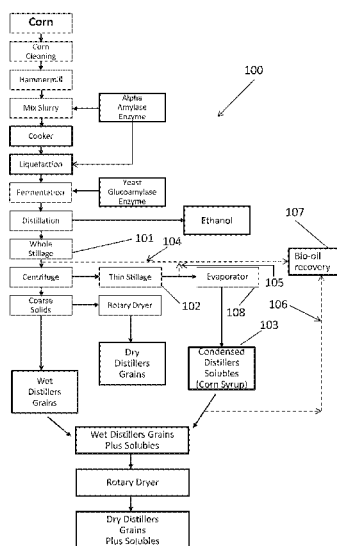 Corn
Corn
Cleaning
Hammermill
Mix Slurry
Alpha
Amylase
Enzyme
100
Cooker
Liquefaction
Fermentation
Yeast
Glucoamylase
Enzyme
Distillation
Ethanol
Whole
Stillage
101
104
107
Bio-oil
recovery
Centrifuge
Thin Stillage
Evaporator
105
Coarse
Solids
Rotary Dryer
102
108
106
103
Dry
Distillers
Grains
Condensed
Distillers
Solubles
(Corn Syrup)
Wet
Distillers
Grains
Wet Distillers Grains
Plus Solubles
Rotary Dryer
Dry Distillers
Grains
Plus Solubles